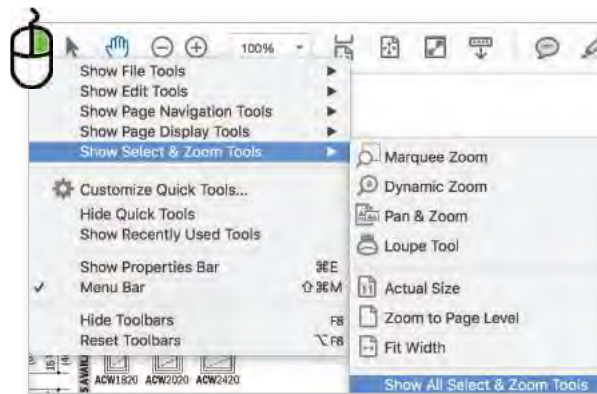 100%
Show File Tools
Show Edit Tools
Show Page Navigation Tools
Show Page Display Tools
Show Select & Zoom Tools
Customize Quick Tools...
Hide Quick Tools
Show Recently Used Tools
Show Properties Bar ⌘E
Menu Bar ⇧⌘M
Hide Toolbars F8
Reset Toolbars ⌥F8
Marquee Zoom
Dynamic Zoom
Pan & Zoom
Loupe Tool
Actual Size
Zoom to Page Level
Fit Width
Show All Select & Zoom Tools
ACW1820 ACW2020 ACW2420